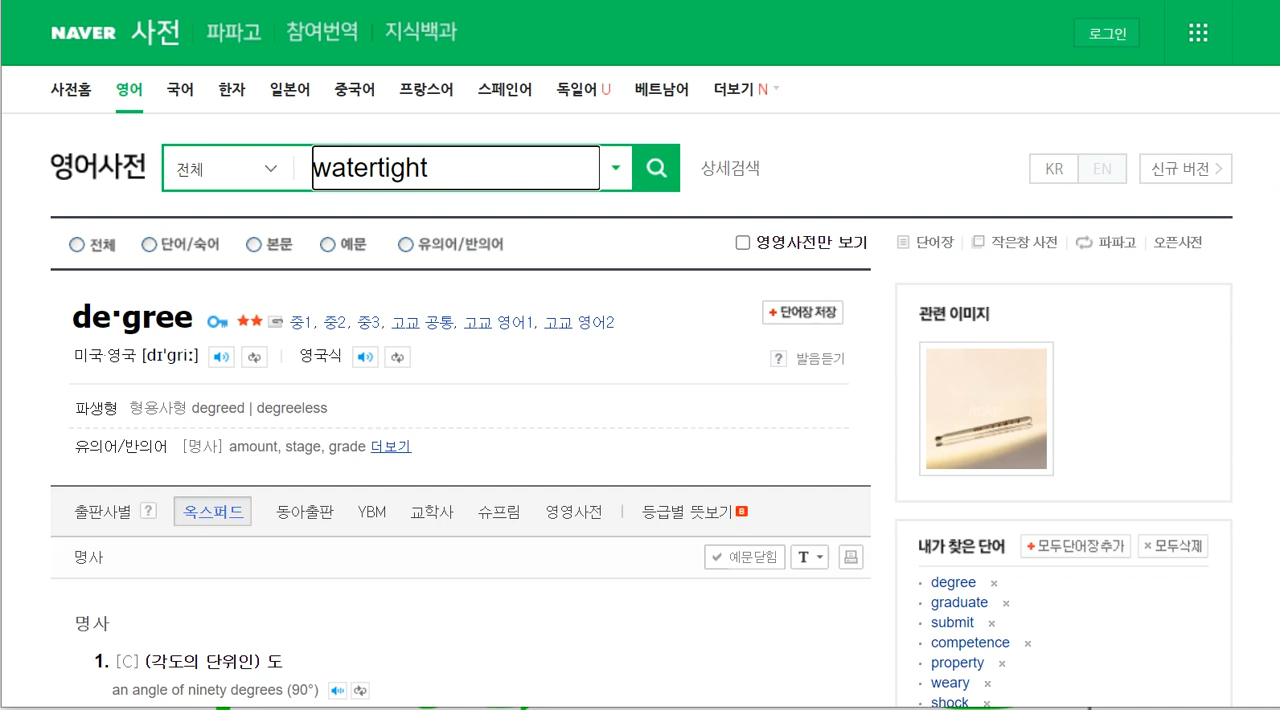 NAVER 사전 파파고 참여번역 지식백과 로그인
사전홈 영어 국어 한자 일본어 중국어 프랑스어 스페인어 독일어 U 베트남어 더보기 N
영어사전 전체 watertight 상세검색 KR EN 신규 버전
전체 단어/숙어 본문 예문 유의어/반의어 영영사전만 보기 단어장 작은창 사전 파파고 오픈사전
de·gree 중1, 중2, 중3, 고교 공통, 고교 영어1, 고교 영어2 + 단어장 저장
미국·영국 [dɪˈɡriː] 영국식 ? 발음듣기
파생형 형용사형 degreed | degreeless
유의어/반의어 [명사] amount, stage, grade 더보기
출판사별 ? 옥스퍼드 동아출판 YBM 교학사 슈프림 영영사전 등급별 뜻보기 B
명사 예문닫힘 T
명사
1. [C] (각도의 단위인) 도
an angle of ninety degrees (90°)
관련 이미지
내가 찾은 단어 + 모두단어장추가 × 모두삭제
degree ×
graduate ×
submit ×
competence ×
property ×
weary ×
shock ×